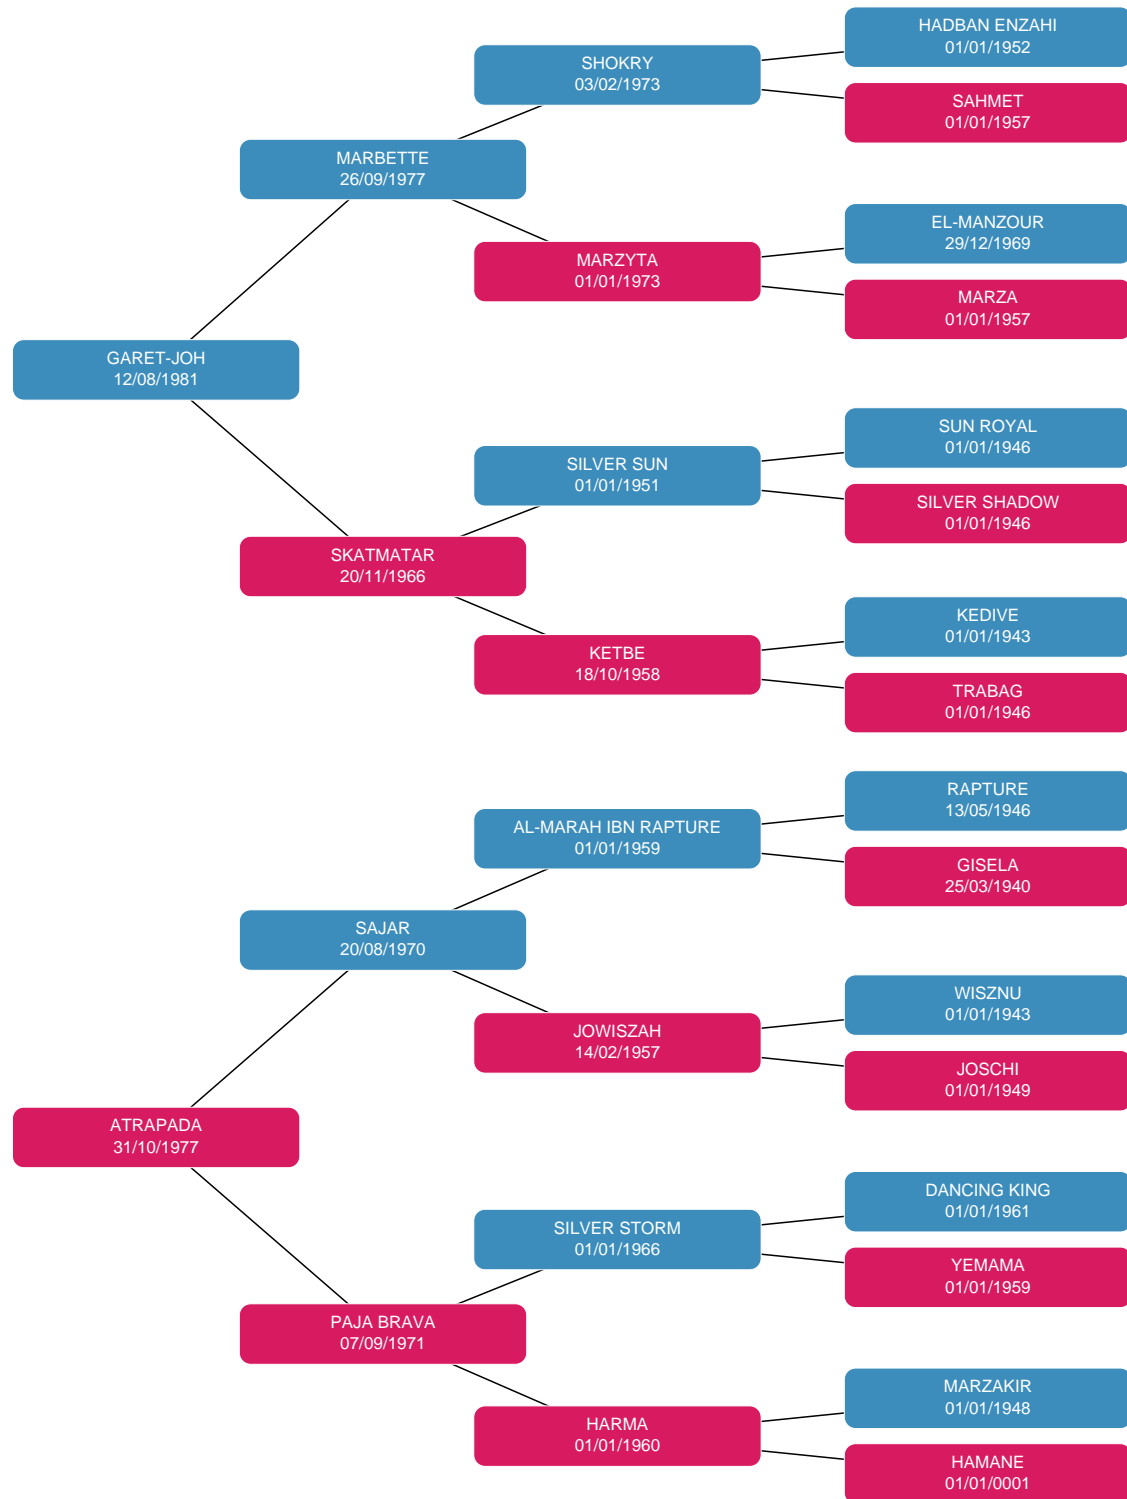 HADBAN ENZAHI
01/01/1952
SHOKRY
03/02/1973
SAHMET
01/01/1957
MARBETTE
26/09/1977
EL-MANZOUR
29/12/1969
MARZYTA
01/01/1973
MARZA
01/01/1957
GARET-JOH
12/08/1981
SUN ROYAL
01/01/1946
SILVER SUN
01/01/1951
SILVER SHADOW
01/01/1946
SKATMATAR
20/11/1966
KEDIVE
01/01/1943
KETBE
18/10/1958
TRABAG
01/01/1946
RAPTURE
13/05/1946
AL-MARAH IBN RAPTURE
01/01/1959
GISELA
25/03/1940
SAJAR
20/08/1970
WISZNU
01/01/1943
JOWISZAH
14/02/1957
JOSCHI
01/01/1949
ATRAPADA
31/10/1977
DANCING KING
01/01/1961
SILVER STORM
01/01/1966
YEMAMA
01/01/1959
PAJA BRAVA
07/09/1971
MARZAKIR
01/01/1948
HARMA
01/01/1960
HAMANE
01/01/0001